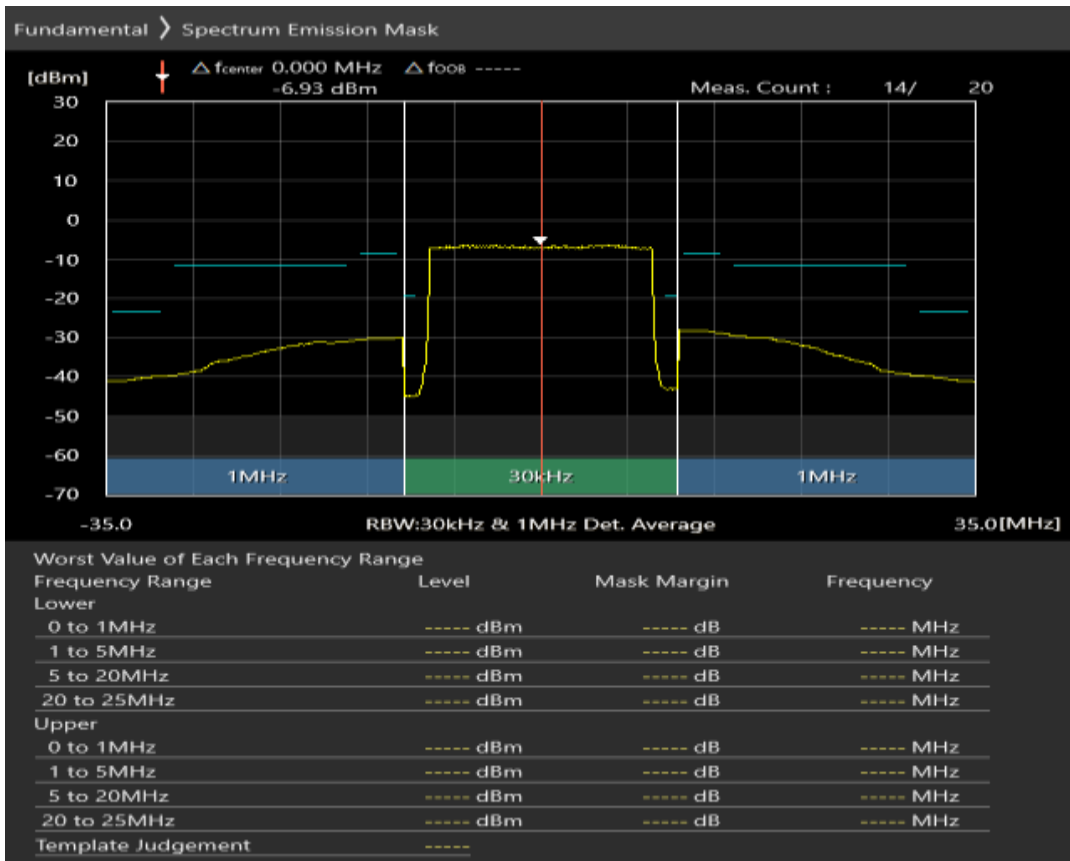 Fundamental ❯ Spectrum Emission Mask
[dBm] △ fcenter 0.000 MHz △ fOOB -----
-6.93 dBm Meas. Count : 14/ 20
30
20
10
0
-10
-20
-30
-40
-50
-60
-70
1MHz 30kHz 1MHz
-35.0 RBW:30kHz & 1MHz Det. Average 35.0[MHz]
Worst Value of Each Frequency Range
Frequency Range Level Mask Margin Frequency
Lower
0 to 1MHz ----- dBm ----- dB ----- MHz
1 to 5MHz ----- dBm ----- dB ----- MHz
5 to 20MHz ----- dBm ----- dB ----- MHz
20 to 25MHz ----- dBm ----- dB ----- MHz
Upper
0 to 1MHz ----- dBm ----- dB ----- MHz
1 to 5MHz ----- dBm ----- dB ----- MHz
5 to 20MHz ----- dBm ----- dB ----- MHz
20 to 25MHz ----- dBm ----- dB ----- MHz
Template Judgement -----